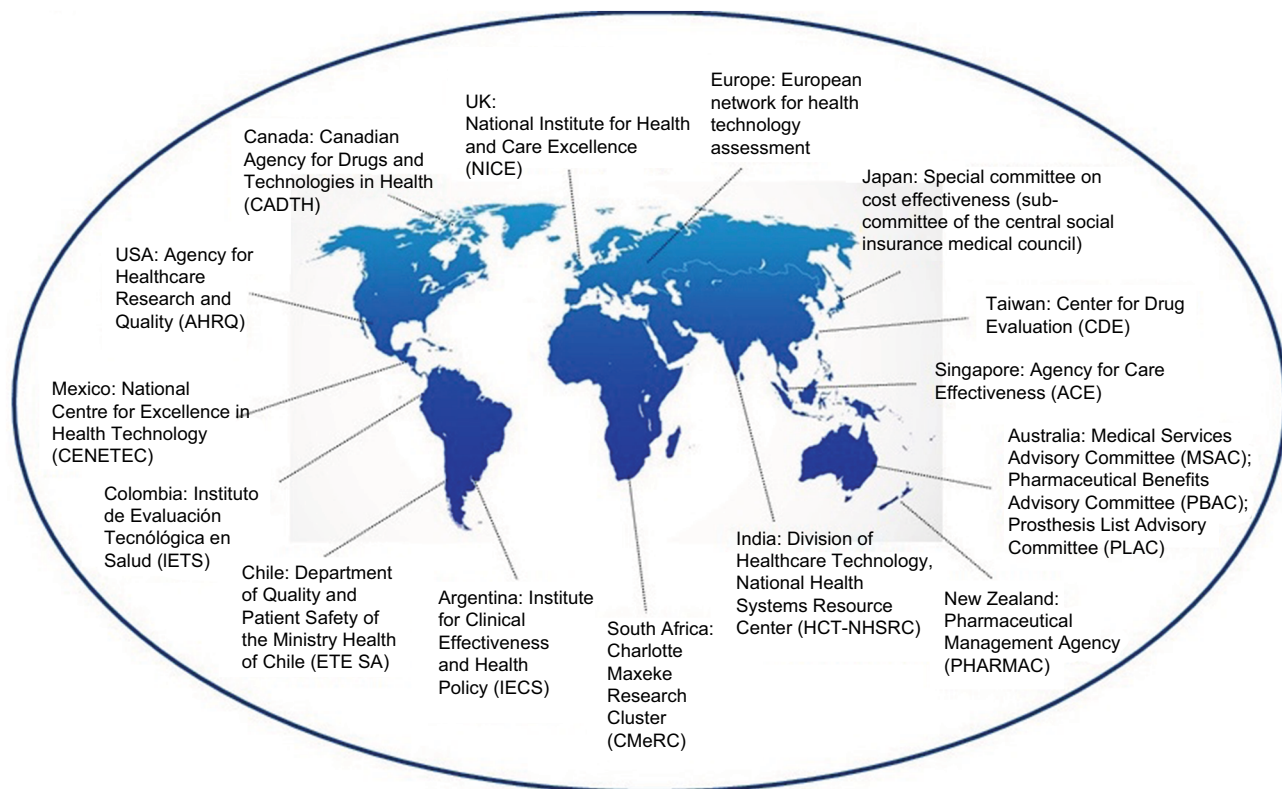 UK:
National Institute for Health
and Care Excellence
(NICE)
Europe: European
network for health
technology
assessment
Canada: Canadian
Agency for Drugs and
Technologies in Health
(CADTH)
Japan: Special committee on
cost effectiveness (sub-
committee of the central social
insurance medical council)
USA: Agency for
Healthcare
Research and
Quality (AHRQ)
Taiwan: Center for Drug
Evaluation (CDE)
Singapore: Agency for Care
Effectiveness (ACE)
Mexico: National
Centre for Excellence in
Health Technology
(CENETEC)
Australia: Medical Services
Advisory Committee (MSAC);
Pharmaceutical Benefits
Advisory Committee (PBAC);
Prosthesis List Advisory
Committee (PLAC)
Colombia: Instituto
de Evaluación
Tecnólógica en
Salud (IETS)
Chile: Department
of Quality and
Patient Safety of
the Ministry Health
of Chile (ETE SA)
Argentina: Institute
for Clinical
Effectiveness
and Health
Policy (IECS)
South Africa:
Charlotte
Maxeke
Research
Cluster
(CMeRC)
India: Division of
Healthcare Technology,
National Health
Systems Resource
Center (HCT-NHSRC)
New Zealand:
Pharmaceutical
Management Agency
(PHARMAC)